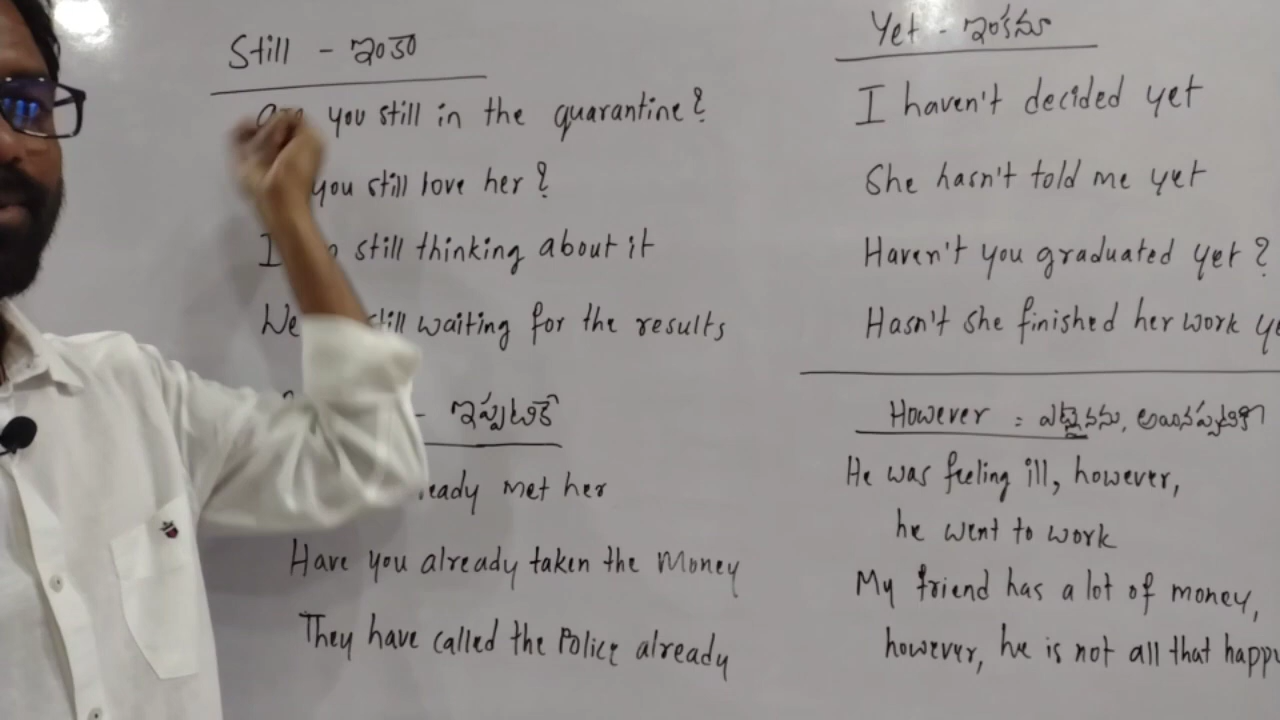 Still - ఇంకా
Are you still in the quarantine?
you still love her?
I still thinking about it
We still waiting for the results
- ఇప్పటికే
met her
Have you already taken the Money
They have called the Police already
Yet - ఇంకను
I haven't decided yet
She hasn't told me yet
Haven't you graduated yet?
Hasn't she finished her work
However = ఎట్లైనను, అయినప్పటికీ
He was feeling ill, however,
he went to work
My friend has a lot of money,
however, he is not all that happy